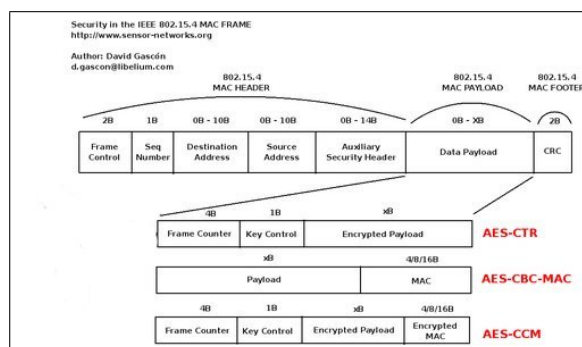 Security in the IEEE 802.15.4 MAC FRAME
http://www.sensor-networks.org
Author: David Gascón
d.gascon@libelium.com
802.15.4 MAC HEADER
802.15.4 MAC PAYLOAD
802.15.4 MAC FOOTER
2B 1B 0B - 10B 0B - 10B 0B - 14B 0B - XB 2B
Frame Control
Seq Number
Destination Address
Source Address
Auxiliary Security Header
Data Payload
CRC
4B 1B xB
Frame Counter Key Control Encrypted Payload AES-CTR
xB 4/8/16B
Payload MAC AES-CBC-MAC
4B 1B xB 4/8/16B
Frame Counter Key Control Encrypted Payload Encrypted MAC AES-CCM